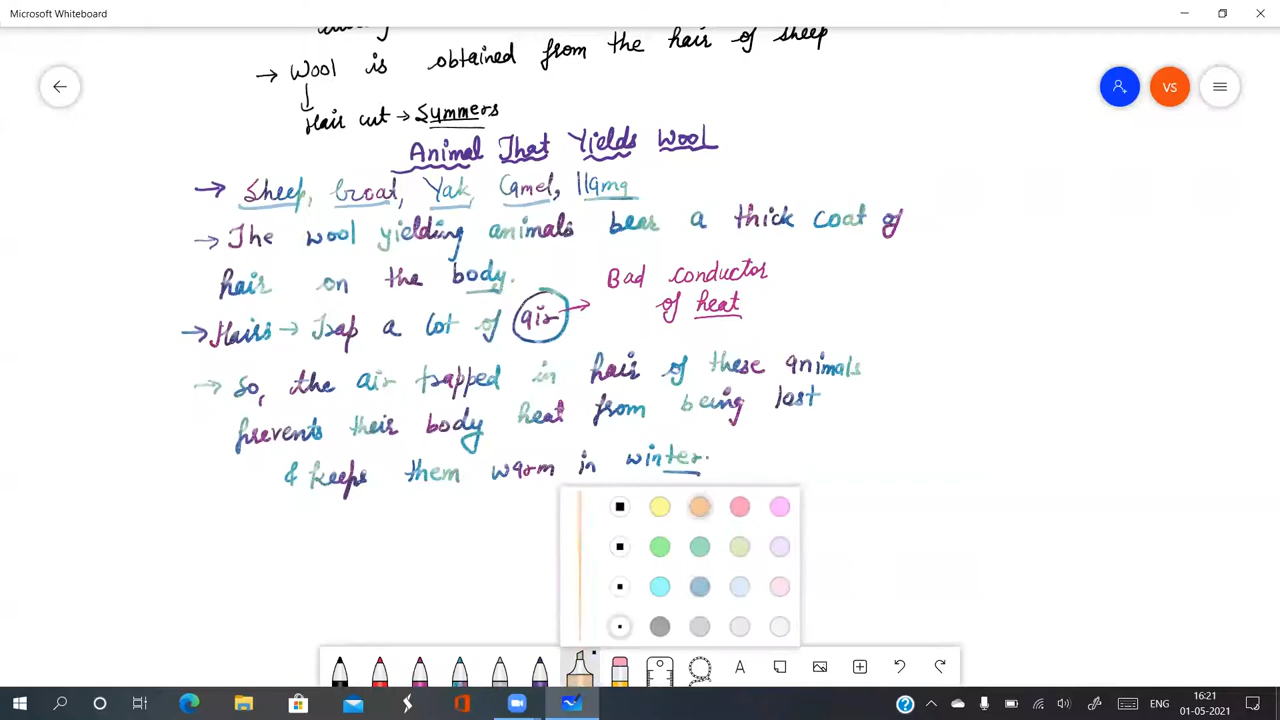 Microsoft Whiteboard
→ Wool is obtained from the hair of sheep
VS
Hair cut → Summers
Animal That Yields Wool
→ Sheep, Groat, Yak, Camel, llama
→ The wool yielding animals bear a thick coat of
hair on the body.
Bad conductor
of heat
→ Hairs → Trap a lot of air →
→ So, the air trapped in hair of these animals
prevents their body heat from being lost
& keeps them warm in winter.
A
ENG
16:21
01-05-2021